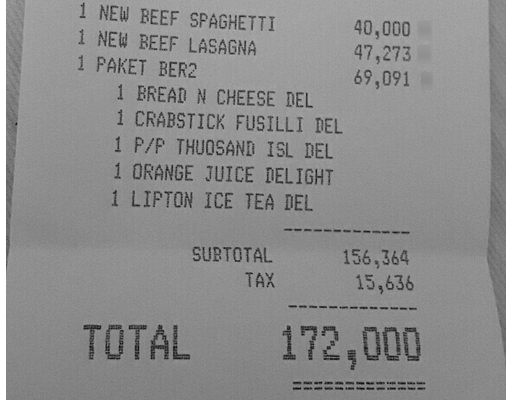 1 NEW BEEF SPAGHETTI 40,000
1 NEW BEEF LASAGNA 47,273
1 PAKET BER2 69,091
1 BREAD N CHEESE DEL
1 CRABSTICK FUSILLI DEL
1 P/P THUOSAND ISL DEL
1 ORANGE JUICE DELIGHT
1 LIPTON ICE TEA DEL
SUBTOTAL 156,364
TAX 15,636
TOTAL 172,000